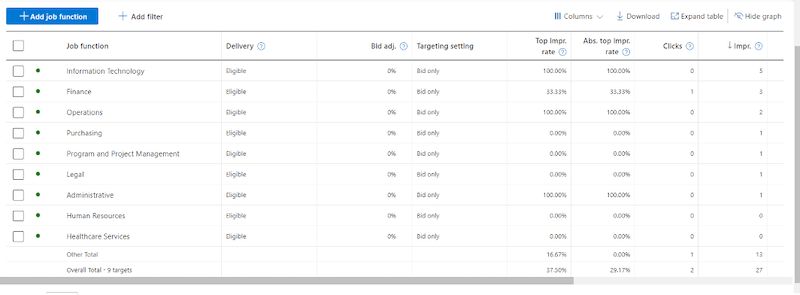 + Add job function + Add filter Columns Download Expand table Hide graph
Job function Delivery ? Bid adj. ? Targeting setting Top Impr. rate ? Abs. top impr. rate ? Clicks ? ↓ Impr. ?
Information Technology Eligible 0% Bid only 100.00% 100.00% 0 5
Finance Eligible 0% Bid only 33.33% 33.33% 1 3
Operations Eligible 0% Bid only 100.00% 100.00% 0 2
Purchasing Eligible 0% Bid only 0.00% 0.00% 0 1
Program and Project Management Eligible 0% Bid only 0.00% 0.00% 0 1
Legal Eligible 0% Bid only 0.00% 0.00% 0 1
Administrative Eligible 0% Bid only 100.00% 100.00% 0 1
Human Resources Eligible 0% Bid only 0.00% 0.00% 0 0
Healthcare Services Eligible 0% Bid only 0.00% 0.00% 0 0
Other Total 16.67% 0.00% 1 13
Overall Total - 9 targets 37.50% 29.17% 2 27